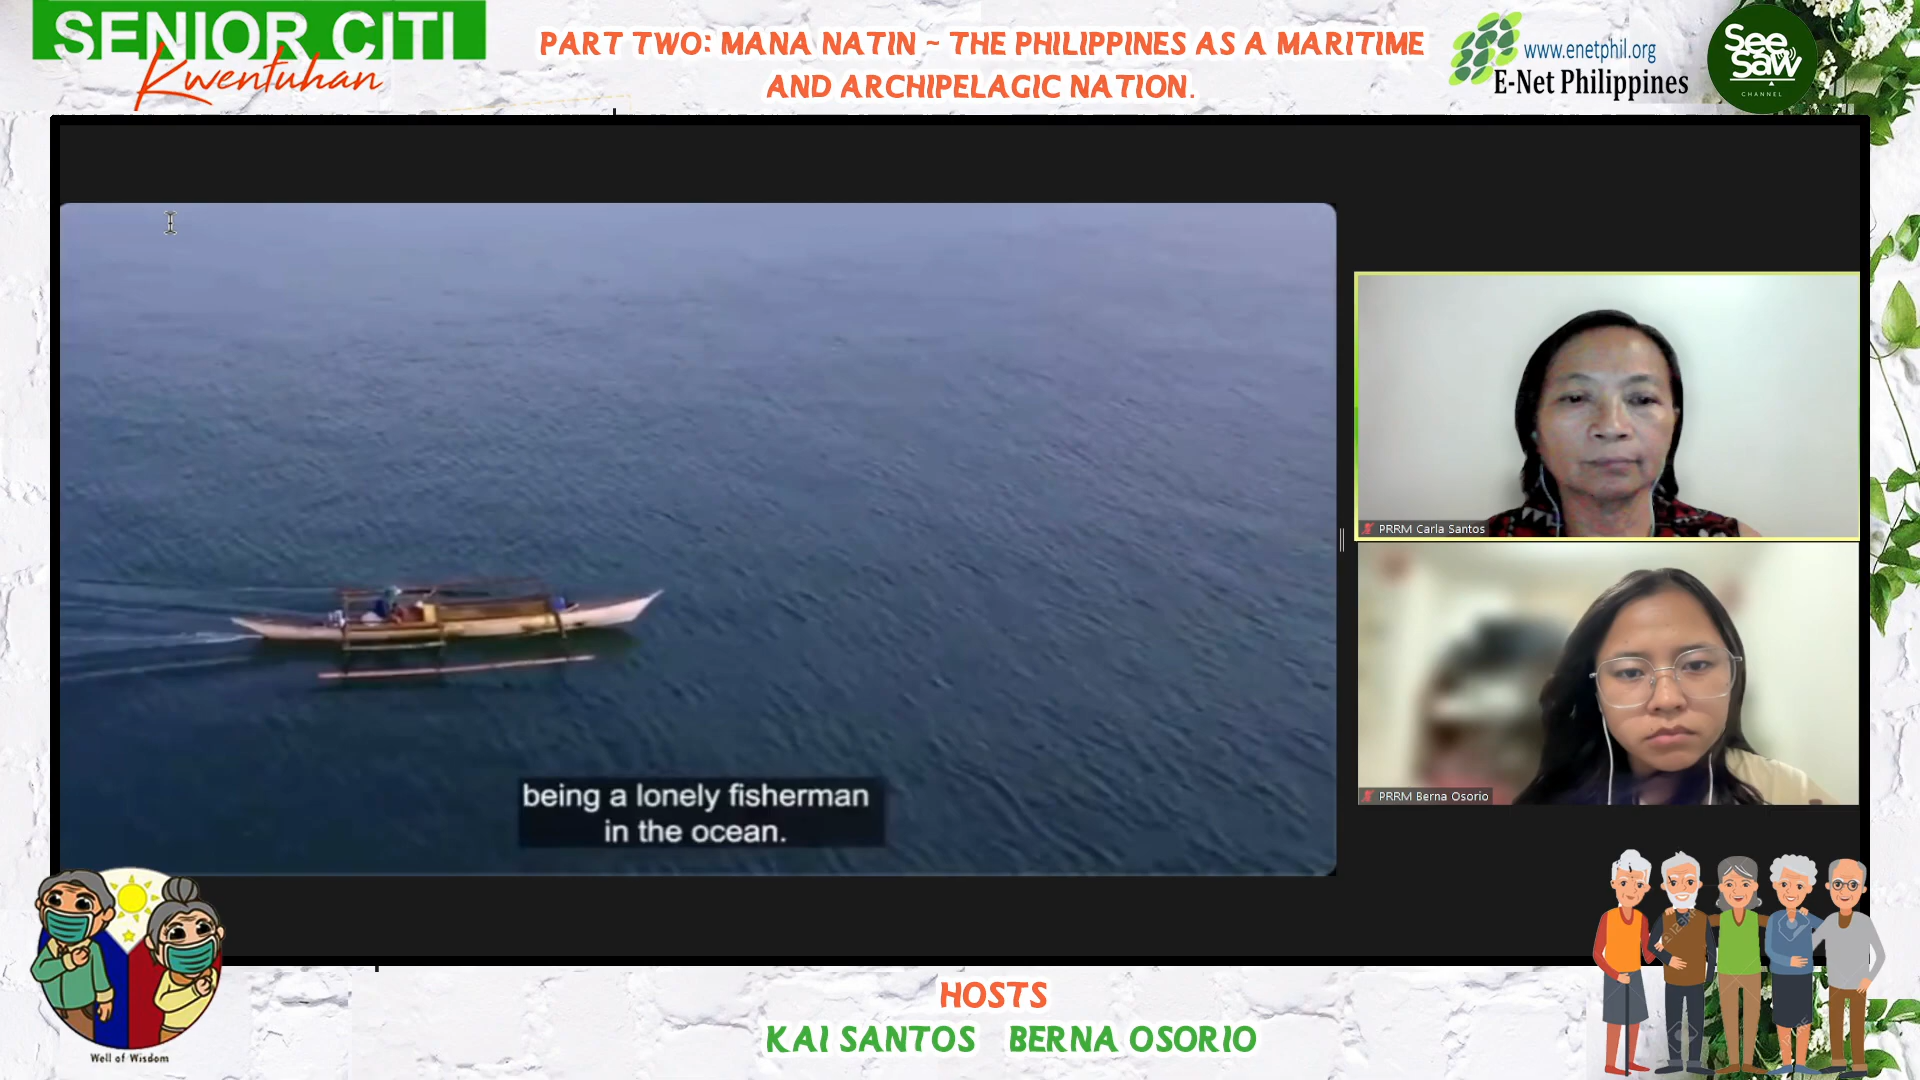 SENIOR CITI
Kwentuhan
PART TWO: MANA NATIN ~ THE PHILIPPINES AS A MARITIME
AND ARCHIPELAGIC NATION.
www.enetphil.org
E-Net Philippines
See
Saw
CHANNEL
PRRM Carla Santos
PRRM Berna Osorio
being a lonely fisherman
in the ocean.
Well of Wisdom
HOSTS
KAI SANTOS BERNA OSORIO